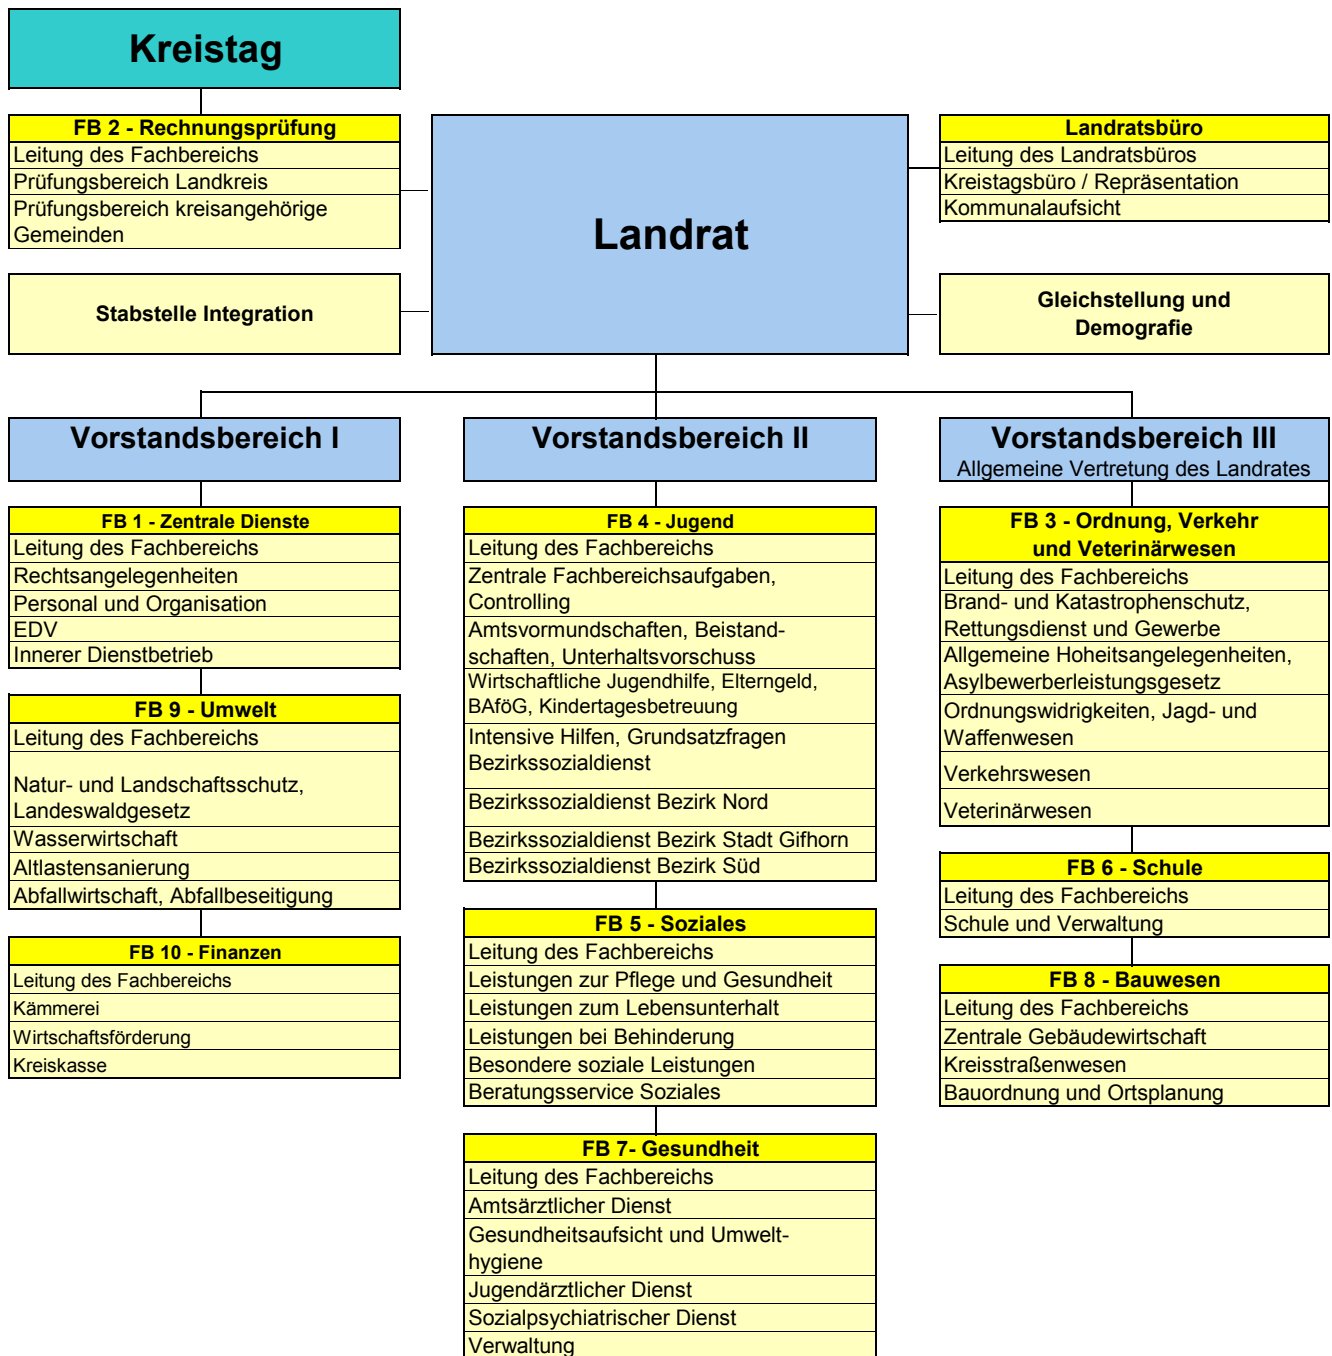 Kreistag
FB 2 - Rechnungsprüfung
Leitung des Fachbereichs
Prüfungsbereich Landkreis
Prüfungsbereich kreisangehörige
Gemeinden
Landrat
Landratsbüro
Leitung des Landratsbüros
Kreistagsbüro / Repräsentation
Kommunalaufsicht
Stabstelle Integration
Gleichstellung und
Demografie
Vorstandsbereich I
FB 1 - Zentrale Dienste
Leitung des Fachbereichs
Rechtsangelegenheiten
Personal und Organisation
EDV
Innerer Dienstbetrieb
FB 9 - Umwelt
Leitung des Fachbereichs
Natur- und Landschaftsschutz,
Landeswaldgesetz
Wasserwirtschaft
Altlastensanierung
Abfallwirtschaft, Abfallbeseitigung
FB 10 - Finanzen
Leitung des Fachbereichs
Kämmerei
Wirtschaftsförderung
Kreiskasse
Vorstandsbereich II
FB 4 - Jugend
Leitung des Fachbereichs
Zentrale Fachbereichsaufgaben,
Controlling
Amtsvormundschaften, Beistand-
schaften, Unterhaltsvorschuss
Wirtschaftliche Jugendhilfe, Elterngeld,
BAföG, Kindertagesbetreuung
Intensive Hilfen, Grundsatzfragen
Bezirkssozialdienst
Bezirkssozialdienst Bezirk Nord
Bezirkssozialdienst Bezirk Stadt Gifhorn
Bezirkssozialdienst Bezirk Süd
FB 5 - Soziales
Leitung des Fachbereichs
Leistungen zur Pflege und Gesundheit
Leistungen zum Lebensunterhalt
Leistungen bei Behinderung
Besondere soziale Leistungen
Beratungsservice Soziales
FB 7- Gesundheit
Leitung des Fachbereichs
Amtsärztlicher Dienst
Gesundheitsaufsicht und Umwelt-
hygiene
Jugendärztlicher Dienst
Sozialpsychiatrischer Dienst
Verwaltung
Vorstandsbereich III
Allgemeine Vertretung des Landrates
FB 3 - Ordnung, Verkehr
und Veterinärwesen
Leitung des Fachbereichs
Brand- und Katastrophenschutz,
Rettungsdienst und Gewerbe
Allgemeine Hoheitsangelegenheiten,
Asylbewerberleistungsgesetz
Ordnungswidrigkeiten, Jagd- und
Waffenwesen
Verkehrswesen
Veterinärwesen
FB 6 - Schule
Leitung des Fachbereichs
Schule und Verwaltung
FB 8 - Bauwesen
Leitung des Fachbereichs
Zentrale Gebäudewirtschaft
Kreisstraßenwesen
Bauordnung und Ortsplanung